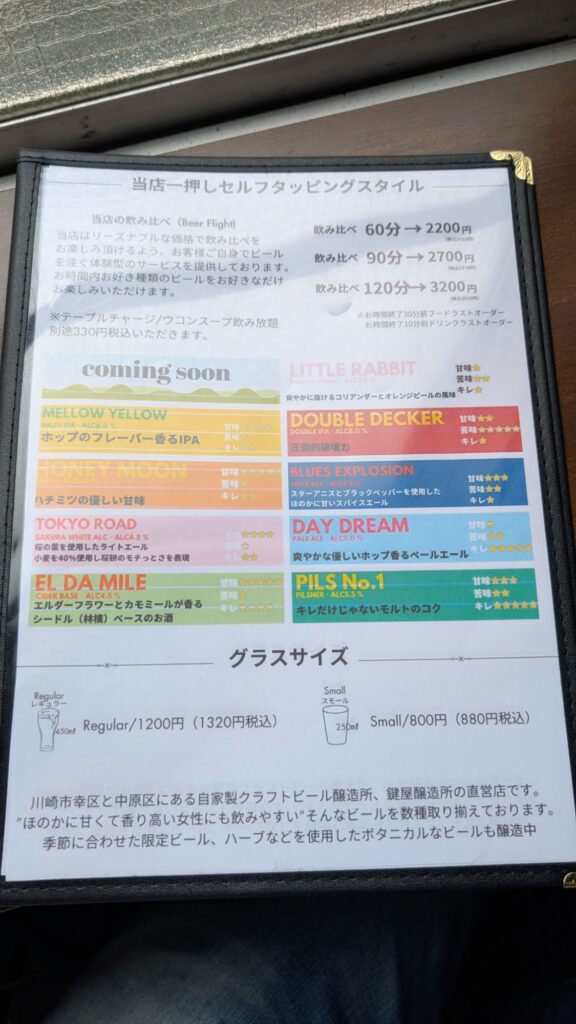 当店一押しセルフタッピングスタイル
当店の飲み比べ（Beer Flight）
当店はリーズナブルな価格で飲み比べを
お楽しみ頂けるよう、お客様ご自身でビール
を注ぐ体験型のサービスを提供しております。
お時間内お好き種類のビールをお好きなだけ
お楽しみいただけます。
※テーブルチャージ/ウコンスープ飲み放題
別途330円税込いただきます。
飲み比べ 60分→2200円
飲み比べ 90分→2700円
飲み比べ 120分→3200円
※お時間終了30分前フードラストオーダー
お時間終了10分前ドリンクラストオーダー
coming soon
LITTLE RABBIT
爽やかに抜けるコリアンダーとオレンジピールの風味
甘味★
苦味★★
キレ★
MELLOW YELLOW
HAZY IPA・ALC6.0 %
ホップのフレーバー香るIPA
甘味
苦味
キレ
DOUBLE DECKER
DOUBLE IPA・ALC8.0 %
圧倒的破壊力
甘味★★
苦味★★★★★
キレ★
HONEY MOON
ハチミツの優しい甘味
甘味
苦味
キレ
BLUES EXPLOSION
スターアニスとブラックペッパーを使用した
ほのかに甘いスパイスエール
甘味★★★
苦味★★
キレ★
TOKYO ROAD
SAKURA WHITE ALC・ALC4.5 %
桜の葉を使用したライトエール
小麦を40%使用し桜餅のモチっとさを表現
甘味★★★★
苦味★
キレ★★
DAY DREAM
PALE ALE・ALC5.0 %
爽やかな優しいホップ香るペールエール
甘味
苦味
キレ
EL DA MILE
CIDER BASE・ALC4.5 %
エルダーフラワーとカモミールが香る
シードル（林檎）ベースのお酒
甘味★★★★★
苦味★
キレ★★★★
PILS No.1
PILSNER・ALC5.5 %
キレだけじゃないモルトのコク
甘味★★★
苦味★★
キレ★★★★★
グラスサイズ
Regular
レギュラー
450ml
Regular/1200円（1320円税込）
Small
スモール
250ml
Small/800円（880円税込）
川崎市幸区と中原区にある自家製クラフトビール醸造所、鍵屋醸造所の直営店です。
“ほのかに甘くて香り高い女性にも飲みやすい”そんなビールを数種取り揃えております。
季節に合わせた限定ビール、ハーブなどを使用したボタニカルなビールも醸造中